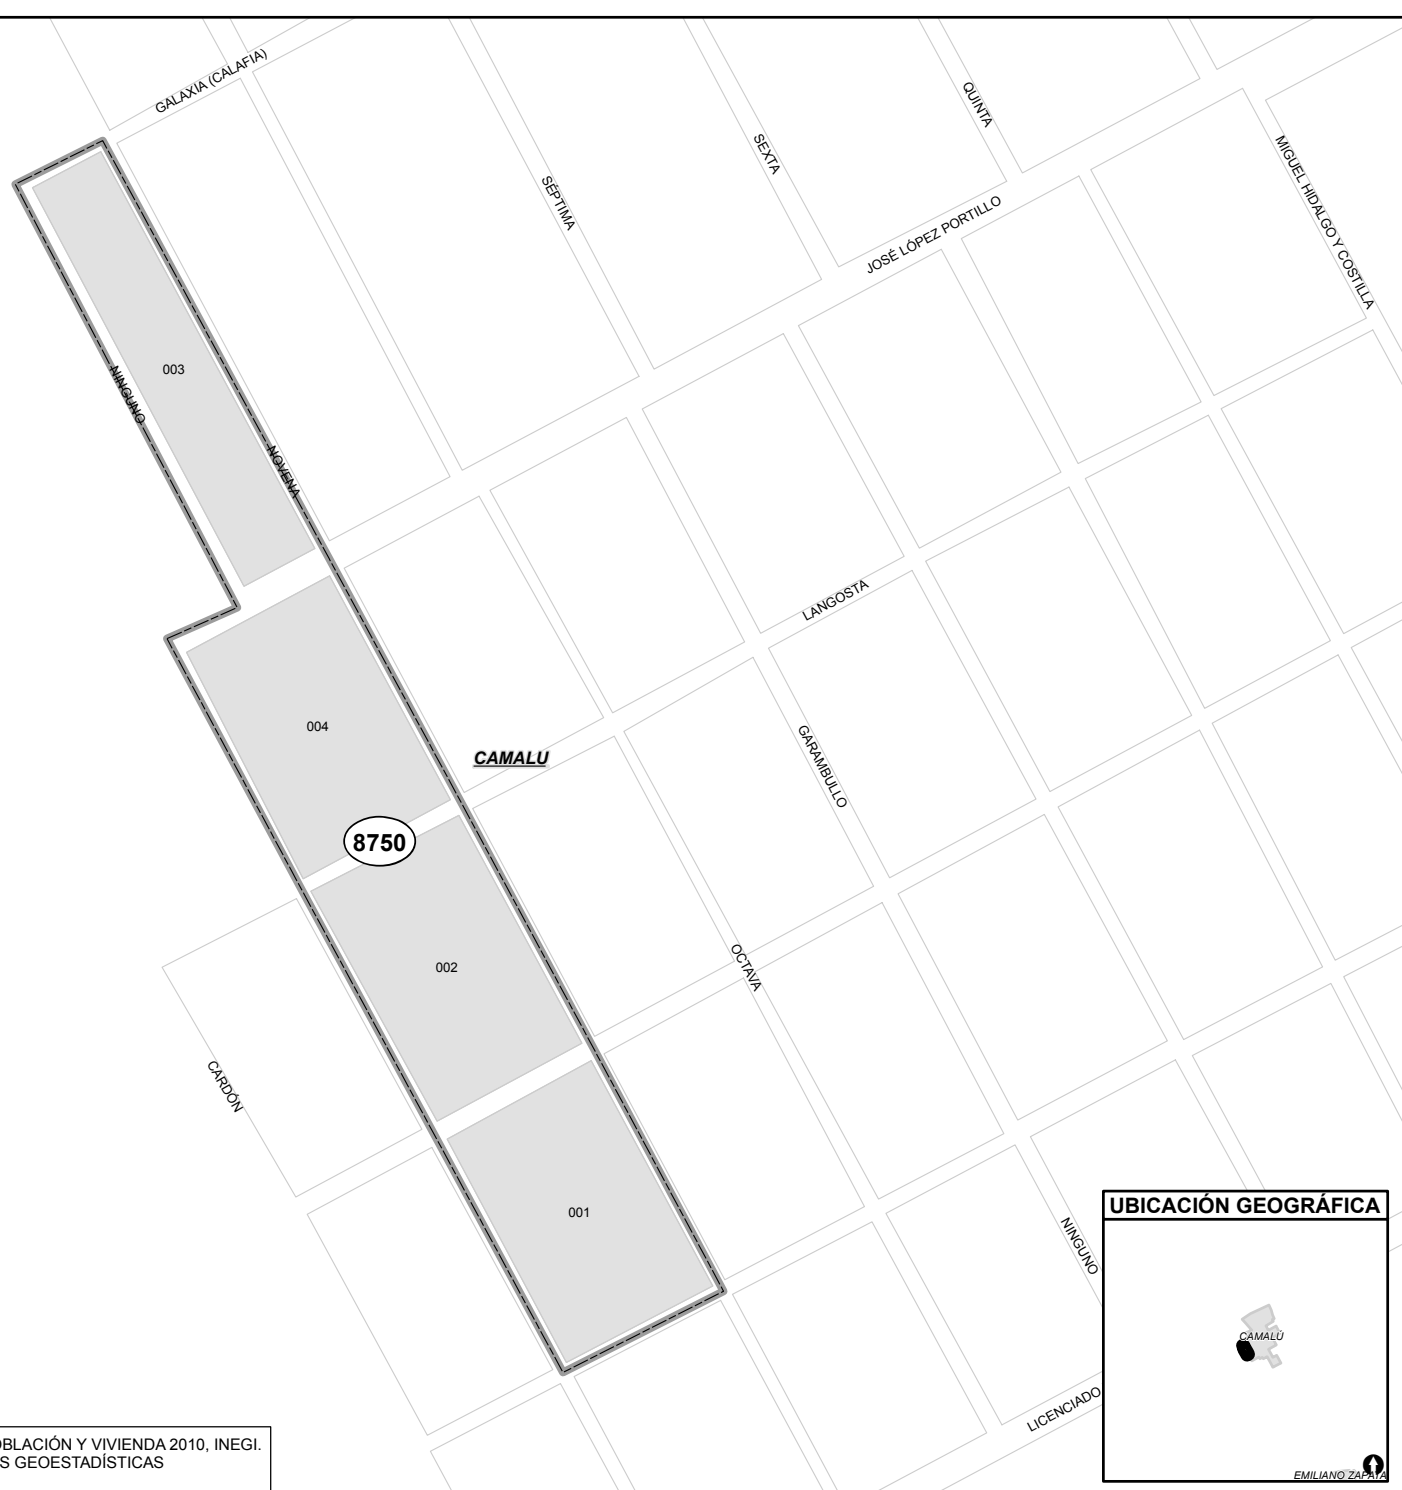 GALAXIA (CALAFIA)
QUINTA
SEXTA
SÉPTIMA
MIGUEL HIDALGO Y COSTILLA
JOSÉ LÓPEZ PORTILLO
003
NINGUNO
NOVENA
LANGOSTA
004
CAMALU
GARAMBULLO
8750
002
OCTAVA
CARDÓN
001
NINGUNO
UBICACIÓN GEOGRÁFICA
CAMALÚ
EMILIANO ZAPATA
LICENCIADO
OBLACIÓN Y VIVIENDA 2010, INEGI.
S GEOESTADÍSTICAS